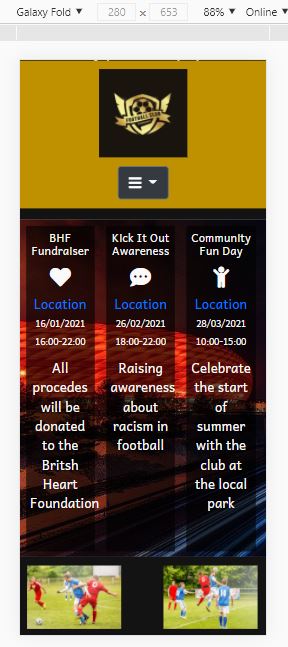 Galaxy Fold ▼ 280 × 653 88% ▼ Online ▼
FOOTBALL CLUB
BHF
Fundraiser
Location
16/01/2021
16:00-22:00
All
procedes
will be
donated
to the
Britsh
Heart
Foundation
Kick It Out
Awareness
Location
26/02/2021
18:00-22:00
Raising
awareness
about
racism in
football
Community
Fun Day
Location
28/03/2021
10:00-15:00
Celebrate
the start
of
summer
with the
club at
the local
park